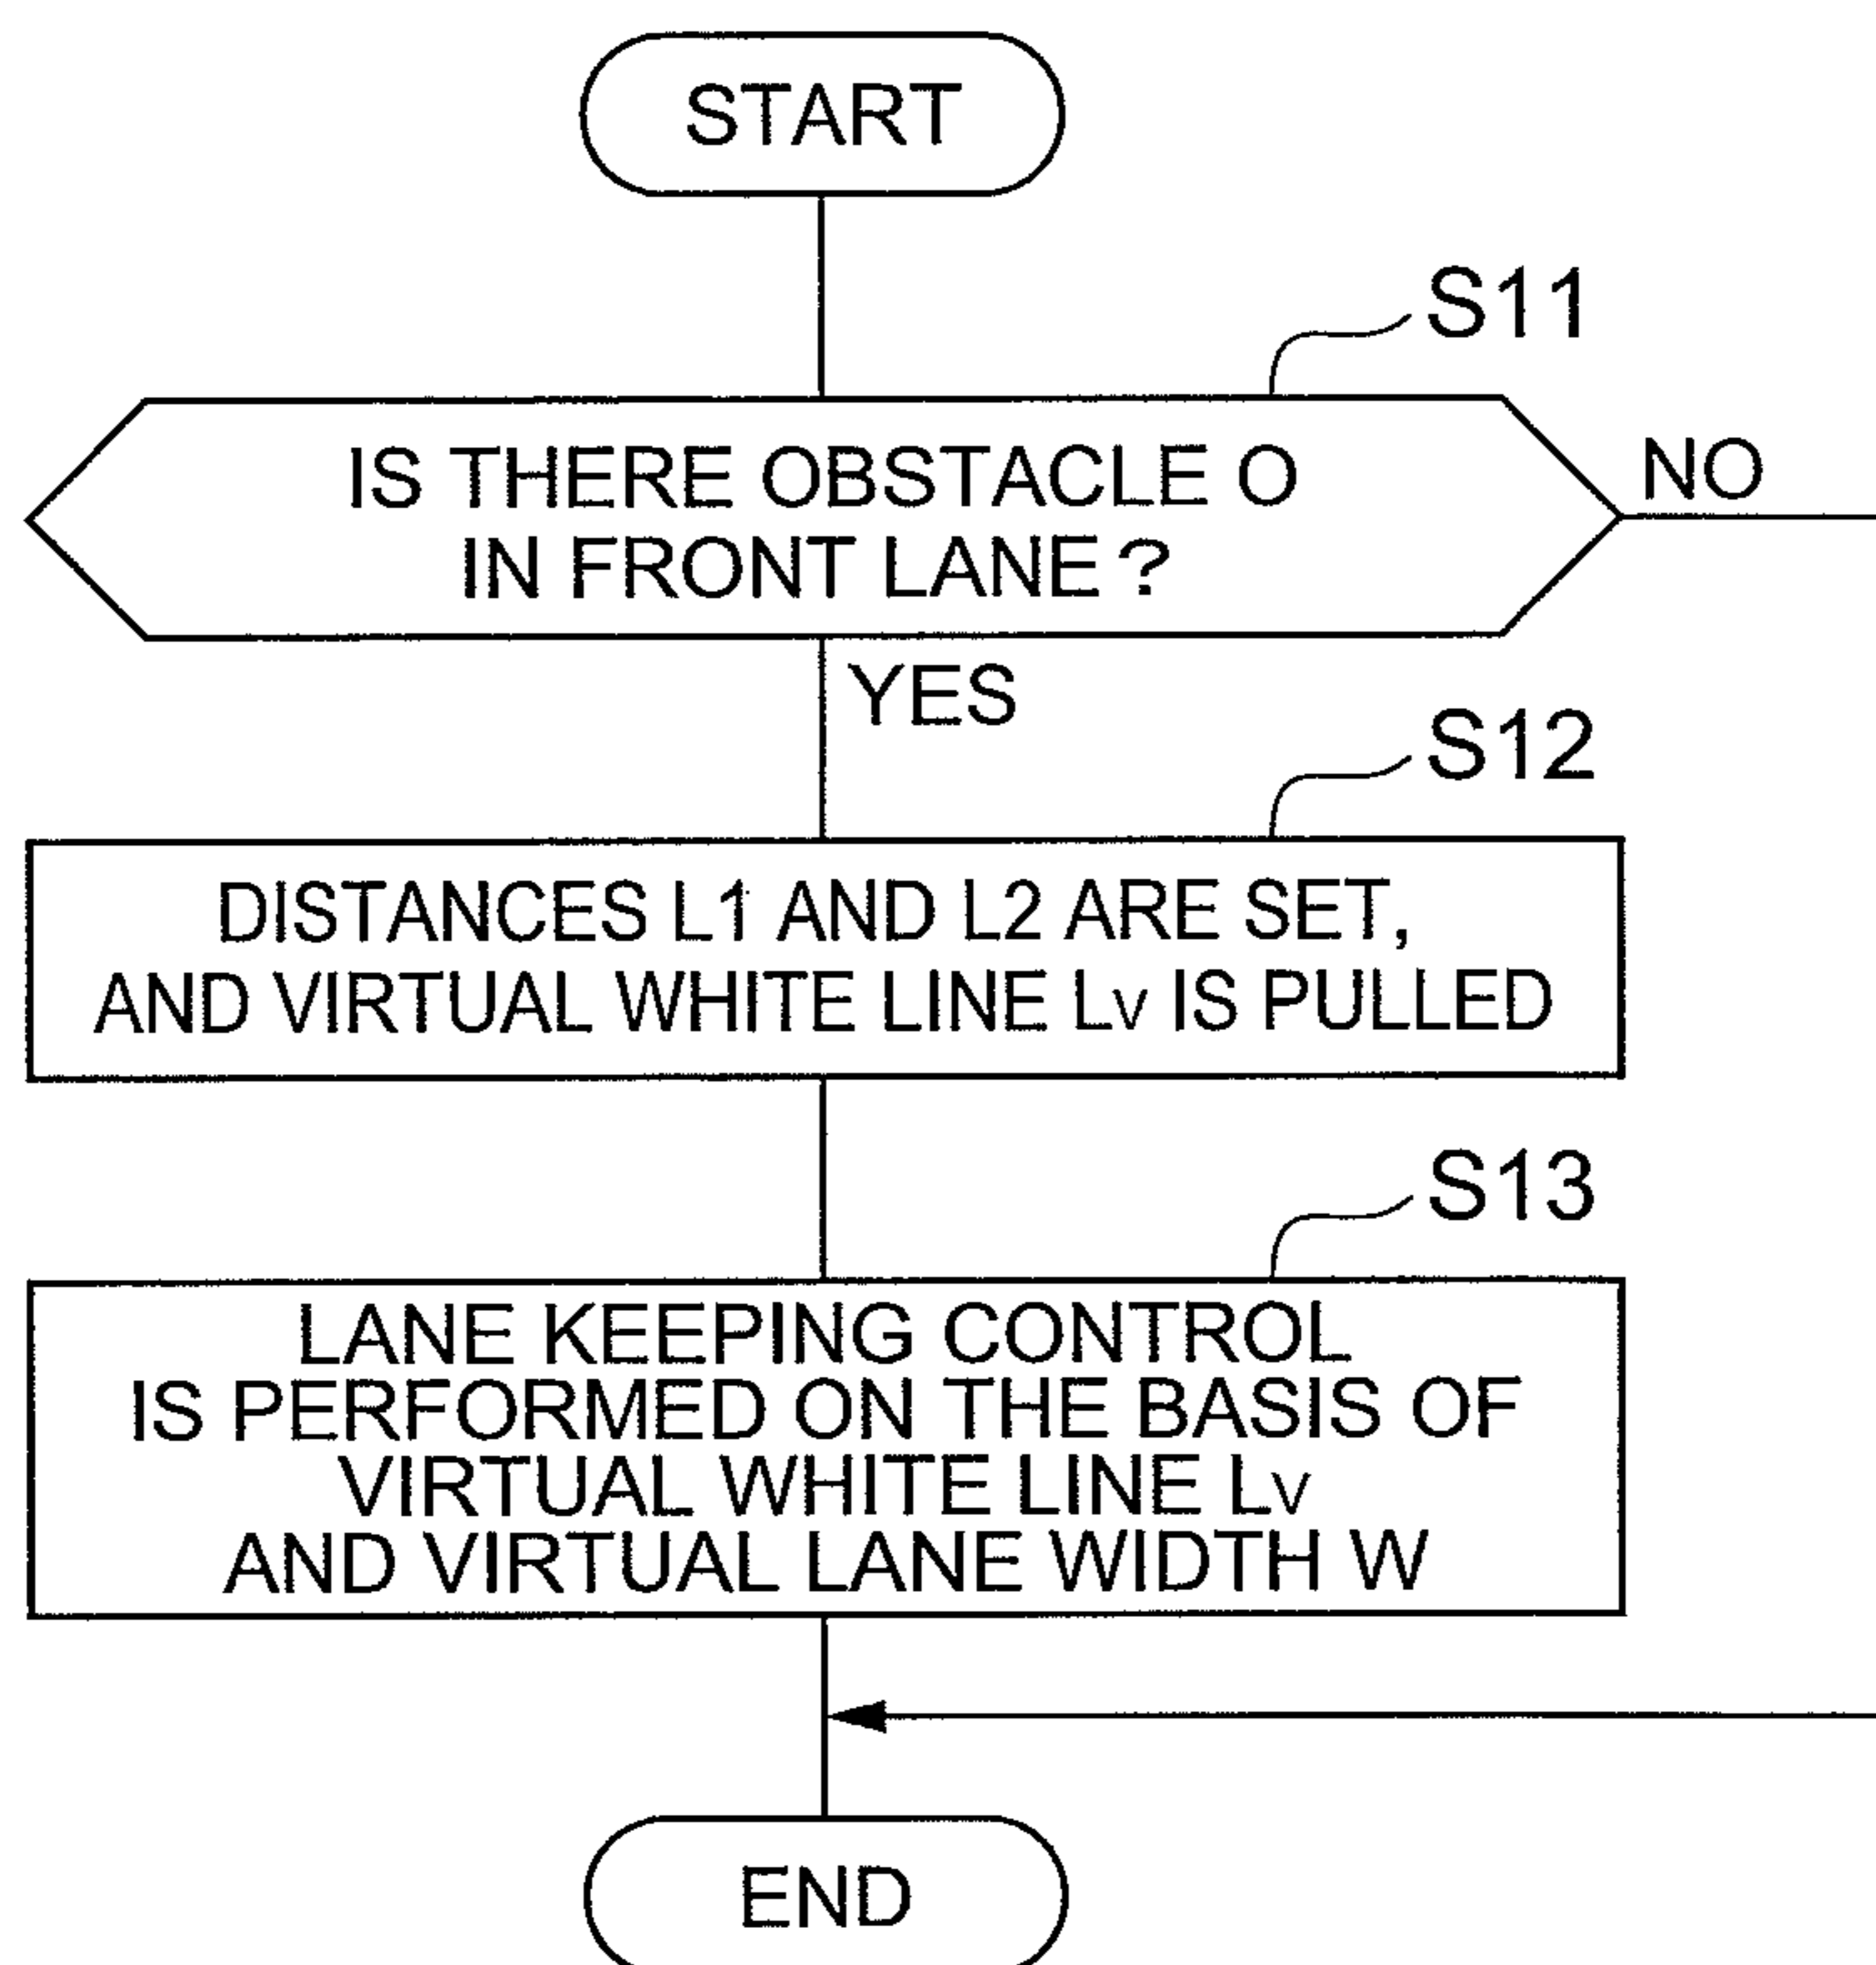 START
S11
IS THERE OBSTACLE O
IN FRONT LANE ?
NO
YES
S12
DISTANCES L1 AND L2 ARE SET,
AND VIRTUAL WHITE LINE Lv IS PULLED
S13
LANE KEEPING CONTROL
IS PERFORMED ON THE BASIS OF
VIRTUAL WHITE LINE Lv
AND VIRTUAL LANE WIDTH W
END